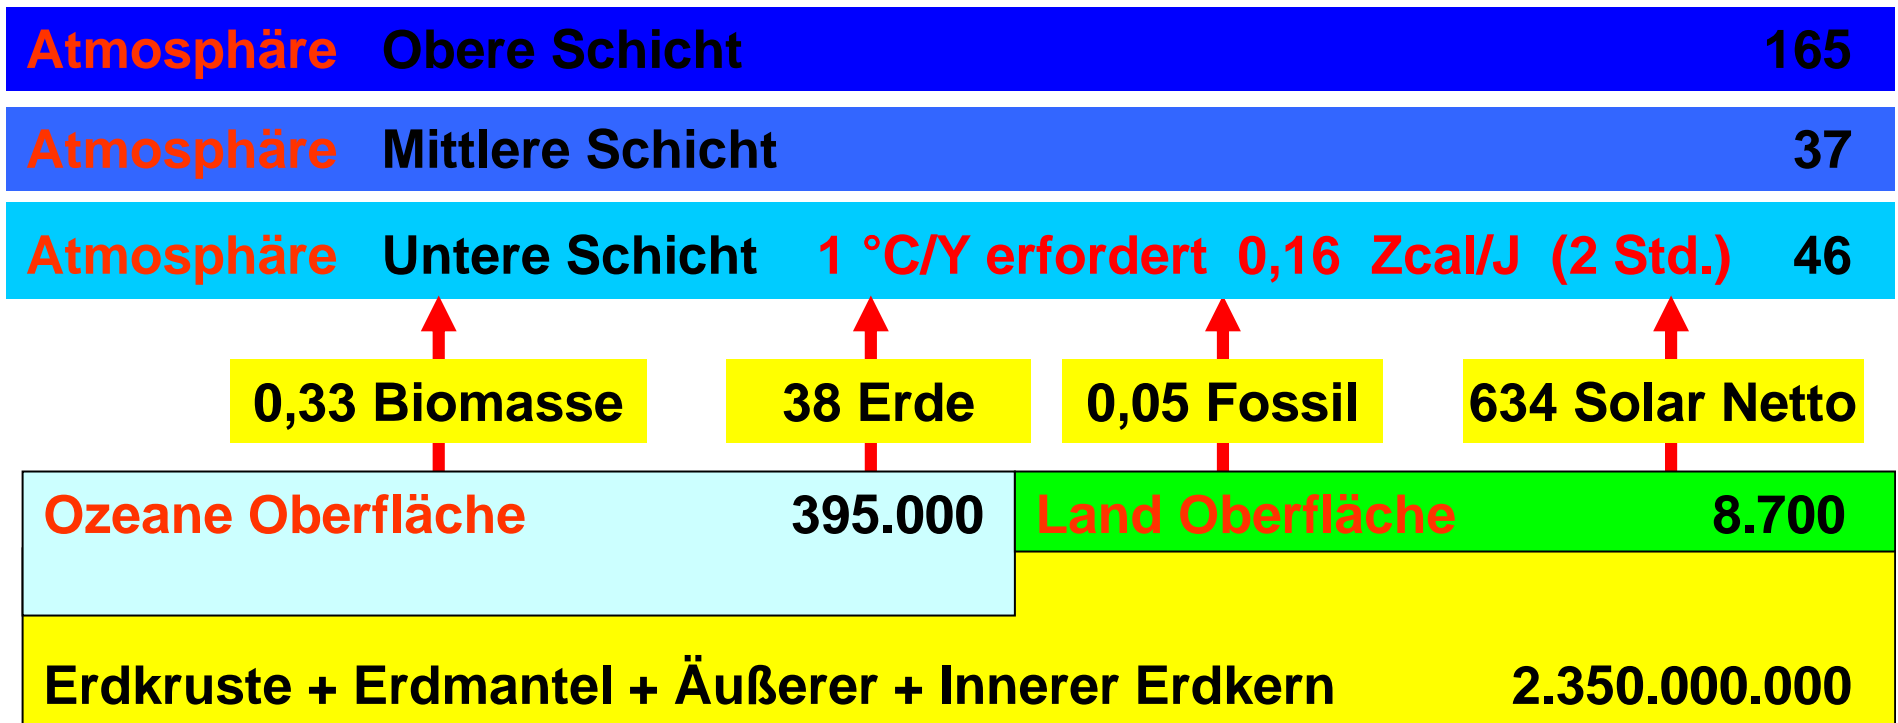 Atmosphäre Obere Schicht 165
Atmosphäre Mittlere Schicht 37
Atmosphäre Untere Schicht 1 °C/Y erfordert 0,16 Zcal/J (2 Std.) 46
0,33 Biomasse 38 Erde 0,05 Fossil 634 Solar Netto
Ozeane Oberfläche 395.000 Land Oberfläche 8.700
Erdkruste + Erdmantel + Äußerer + Innerer Erdkern 2.350.000.000